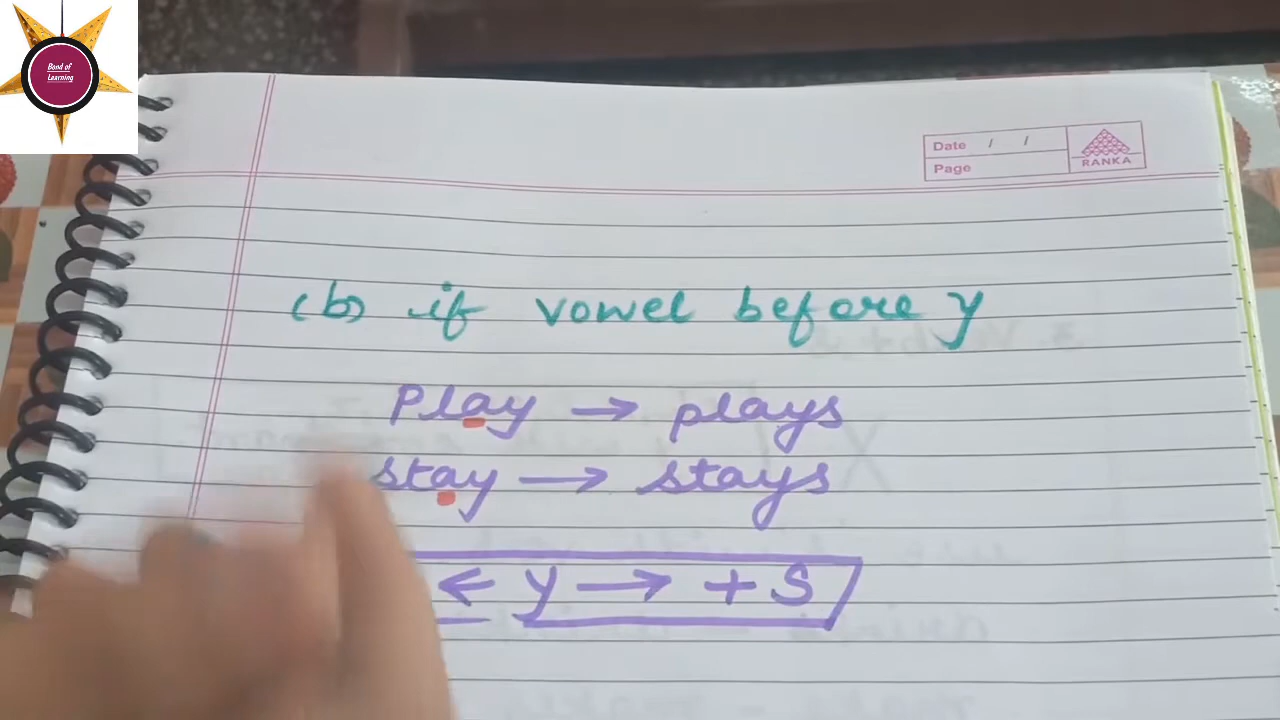 Bond of
Learning
Date / /
Page
RANKA
(b) if vowel before y
Play → plays
stay → stays
← y → + S